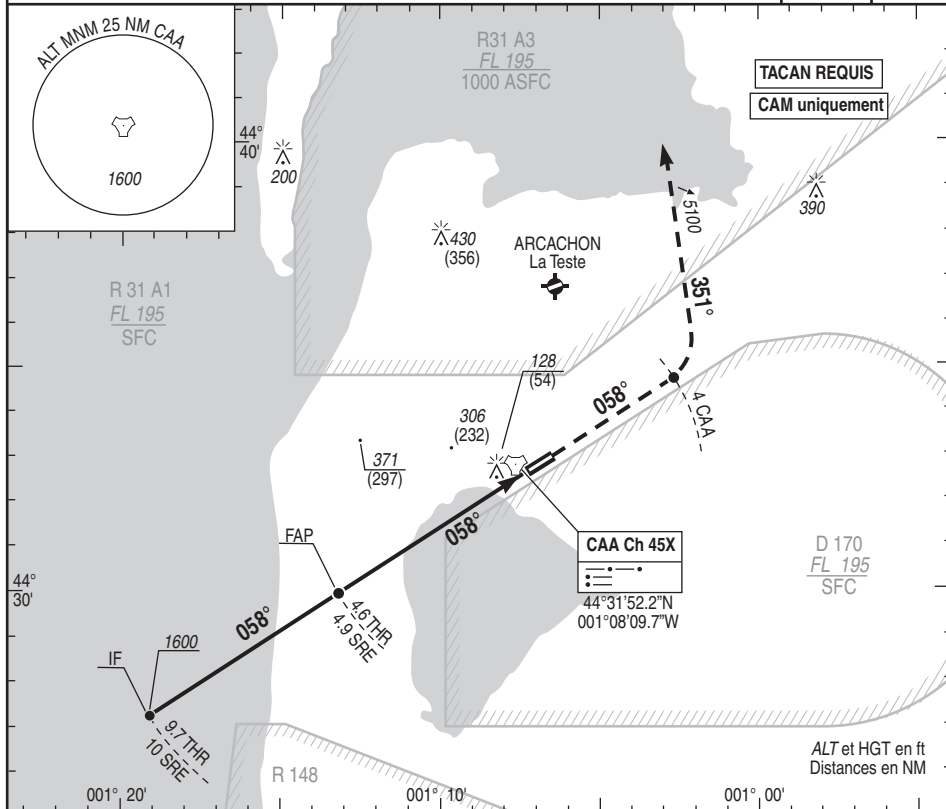 ALT MNM 25 NM CAA
1600
44°
40'
200
R31 A3
FL 195
1000 ASFC
TACAN REQUIS
CAM uniquement
390
5100
430
(356)
ARCACHON
La Teste
R 31 A1
FL 195
SFC
351°
128
(54)
058°
4 CAA
306
(232)
371
(297)
FAP
058°
CAA Ch 45X
44°31'52.2"N
001°08'09.7"W
D 170
FL 195
SFC
44°
30'
4.6 THR
4.9 SRE
058°
1600
IF
9.7 THR
10 SRE
R 148
ALT et HGT en ft
Distances en NM
001° 20'
001° 10'
001° 00'